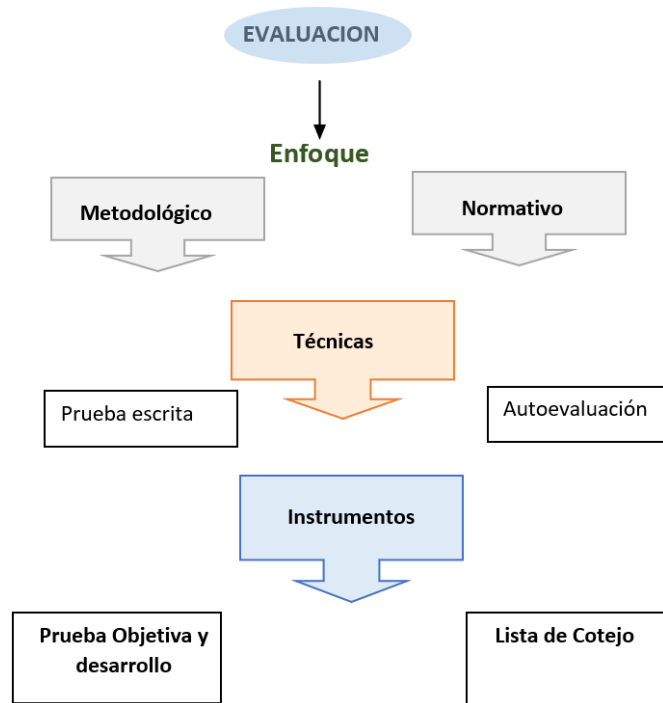 EVALUACION
Enfoque
Metodológico
Normativo
Técnicas
Prueba escrita
Autoevaluación
Instrumentos
Prueba Objetiva y
desarrollo
Lista de Cotejo